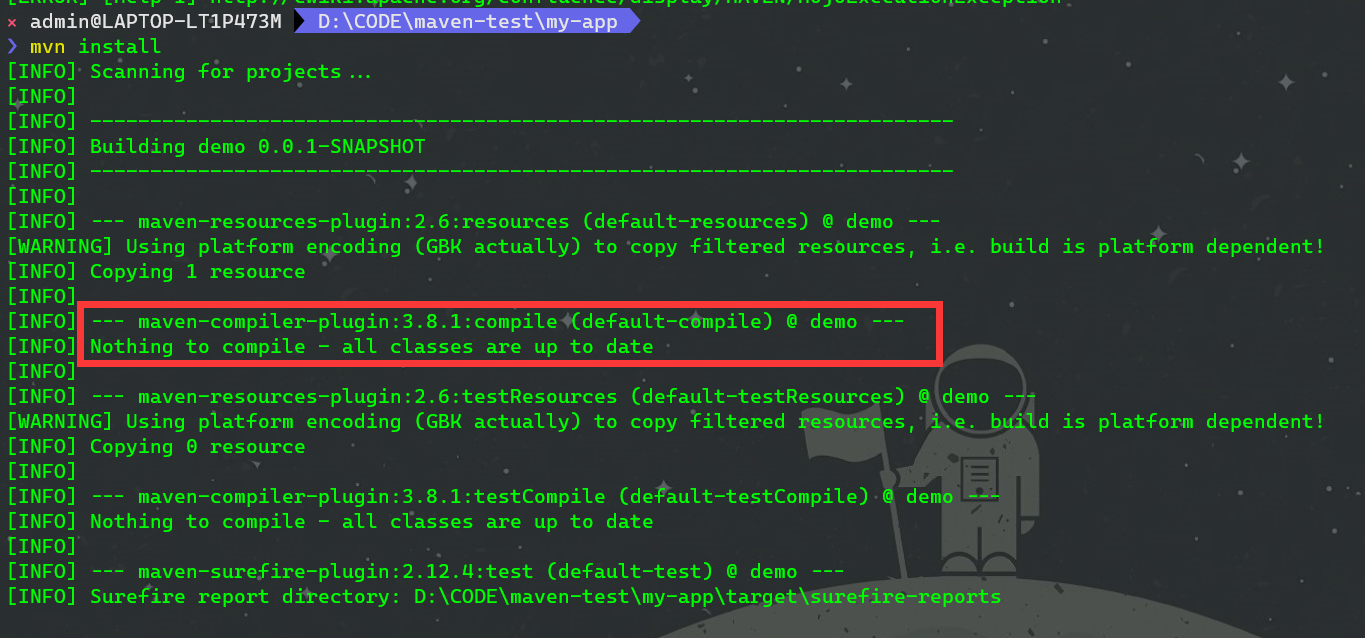 [ERROR] [Help 1] http://cwiki.apache.org/confluence/display/MAVEN/MojoExecutionException
× admin@LAPTOP-LT1P473M D:\CODE\maven-test\my-app
❯ mvn install
[INFO] Scanning for projects...
[INFO]
[INFO] ------------------------------------------------------------------------
[INFO] Building demo 0.0.1-SNAPSHOT
[INFO] ------------------------------------------------------------------------
[INFO]
[INFO] --- maven-resources-plugin:2.6:resources (default-resources) @ demo ---
[WARNING] Using platform encoding (GBK actually) to copy filtered resources, i.e. build is platform dependent!
[INFO] Copying 1 resource
[INFO]
[INFO] --- maven-compiler-plugin:3.8.1:compile (default-compile) @ demo ---
[INFO] Nothing to compile - all classes are up to date
[INFO]
[INFO] --- maven-resources-plugin:2.6:testResources (default-testResources) @ demo ---
[WARNING] Using platform encoding (GBK actually) to copy filtered resources, i.e. build is platform dependent!
[INFO] Copying 0 resource
[INFO]
[INFO] --- maven-compiler-plugin:3.8.1:testCompile (default-testCompile) @ demo ---
[INFO] Nothing to compile - all classes are up to date
[INFO]
[INFO] --- maven-surefire-plugin:2.12.4:test (default-test) @ demo ---
[INFO] Surefire report directory: D:\CODE\maven-test\my-app\target\surefire-reports